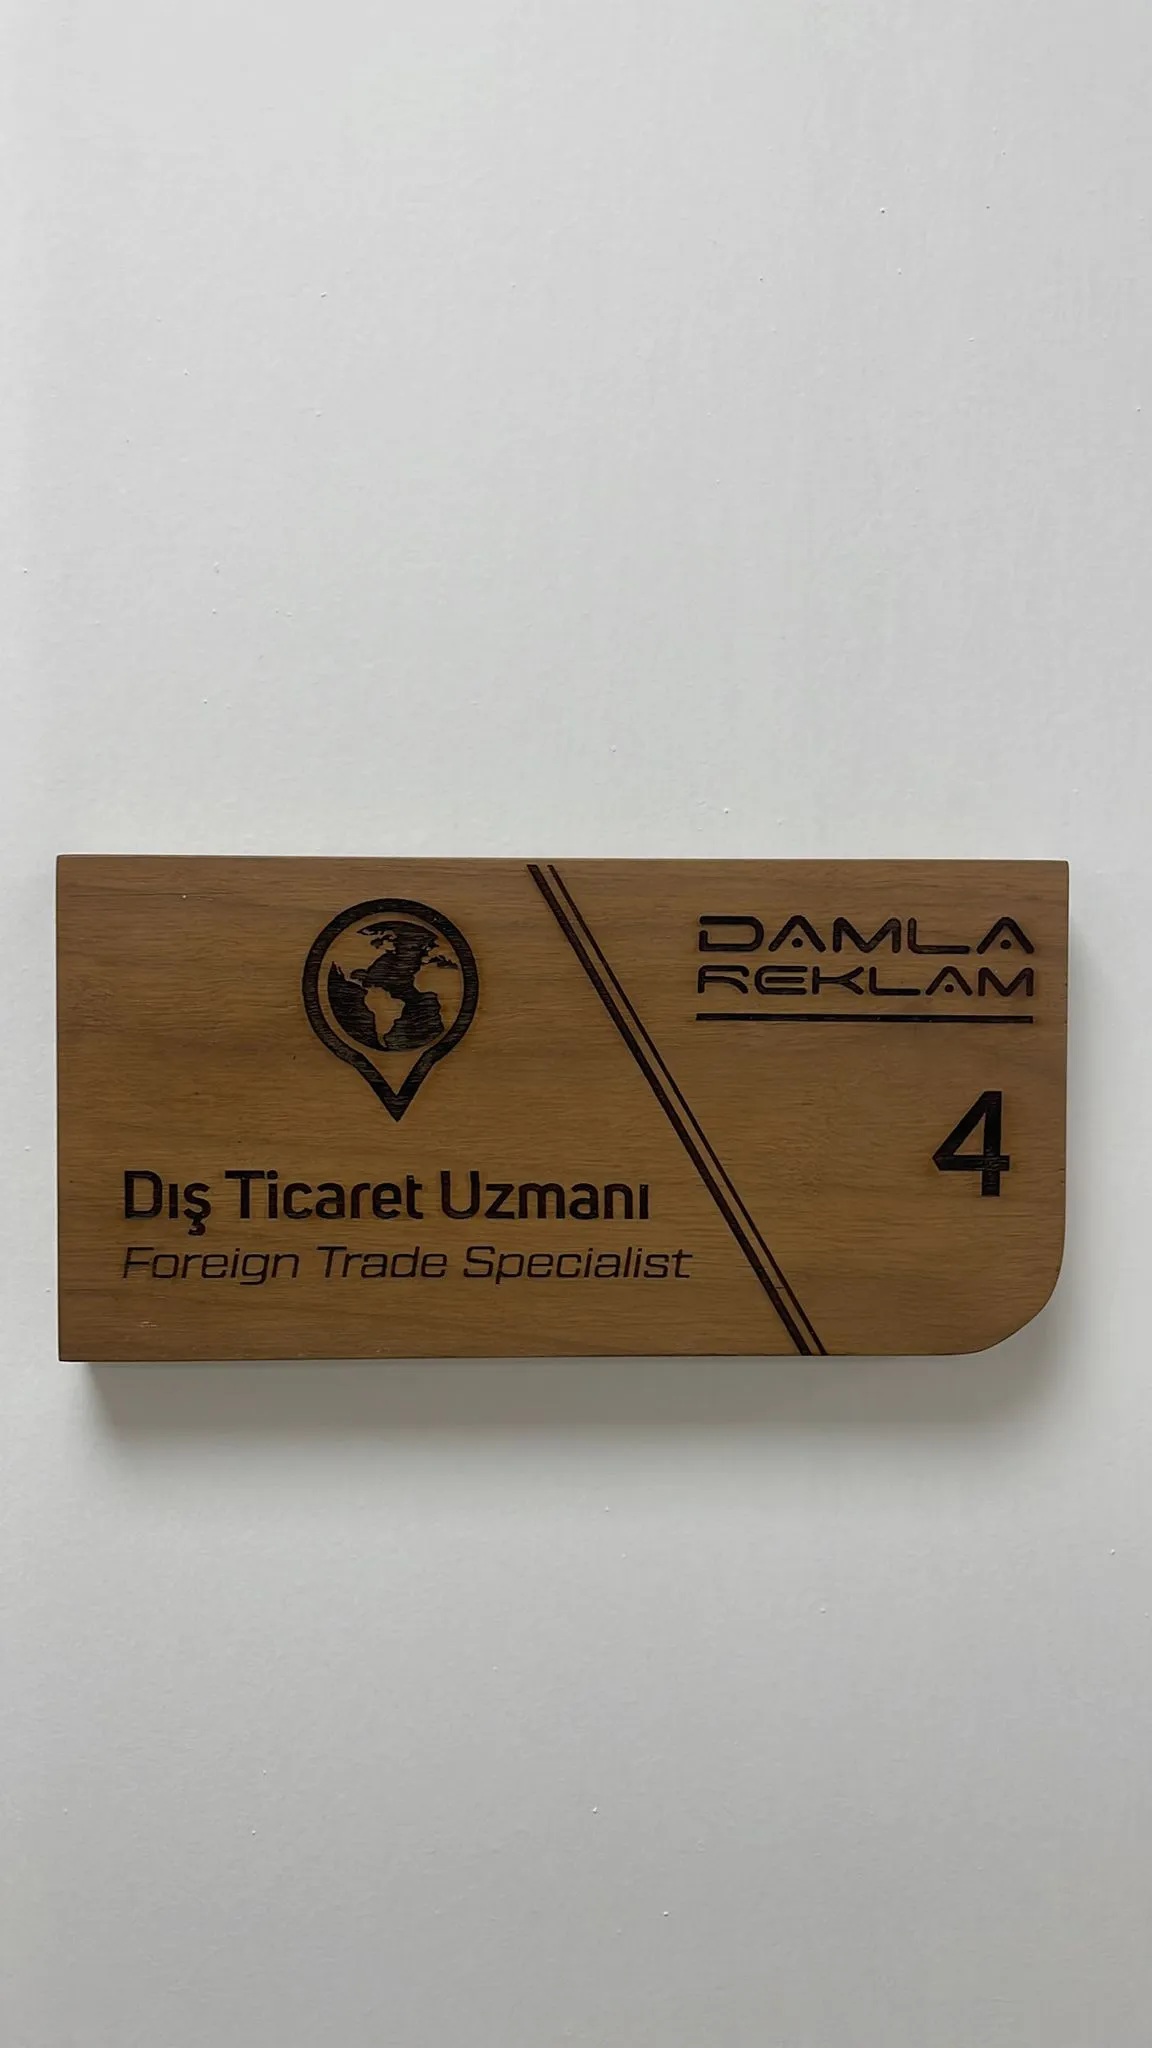 DAMLA
REKLAM
4
Dış Ticaret Uzmanı
Foreign Trade Specialist